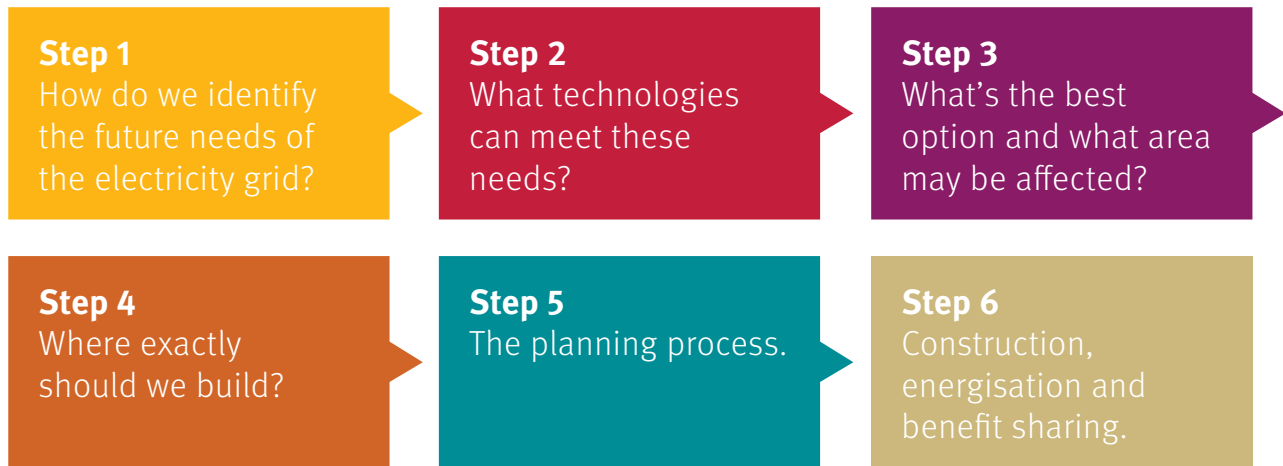 Step 1
How do we identify
the future needs of
the electricity grid?
Step 2
What technologies
can meet these
needs?
Step 3
What’s the best
option and what area
may be affected?
Step 4
Where exactly
should we build?
Step 5
The planning process.
Step 6
Construction,
energisation and
benefit sharing.